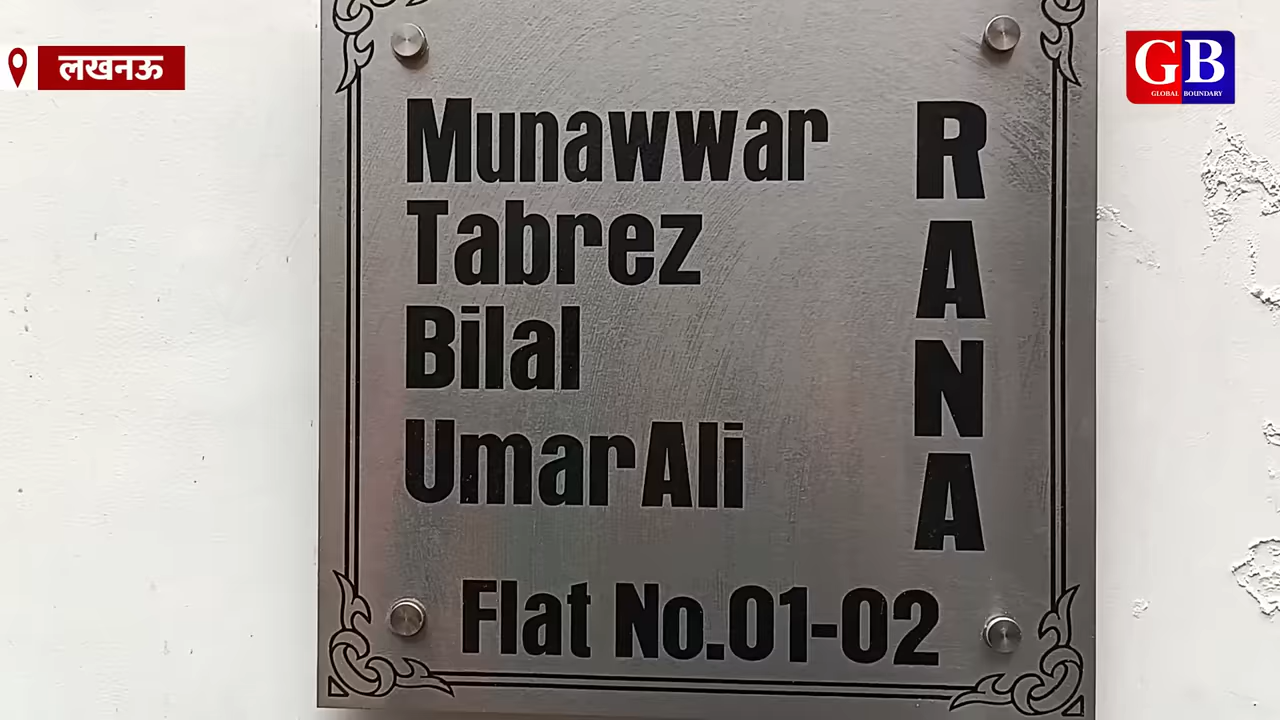 लखनऊ
GB
GLOBAL BOUNDARY
Munawwar
Tabrez
Bilal
Umar Ali
RANA
Flat No.01-02